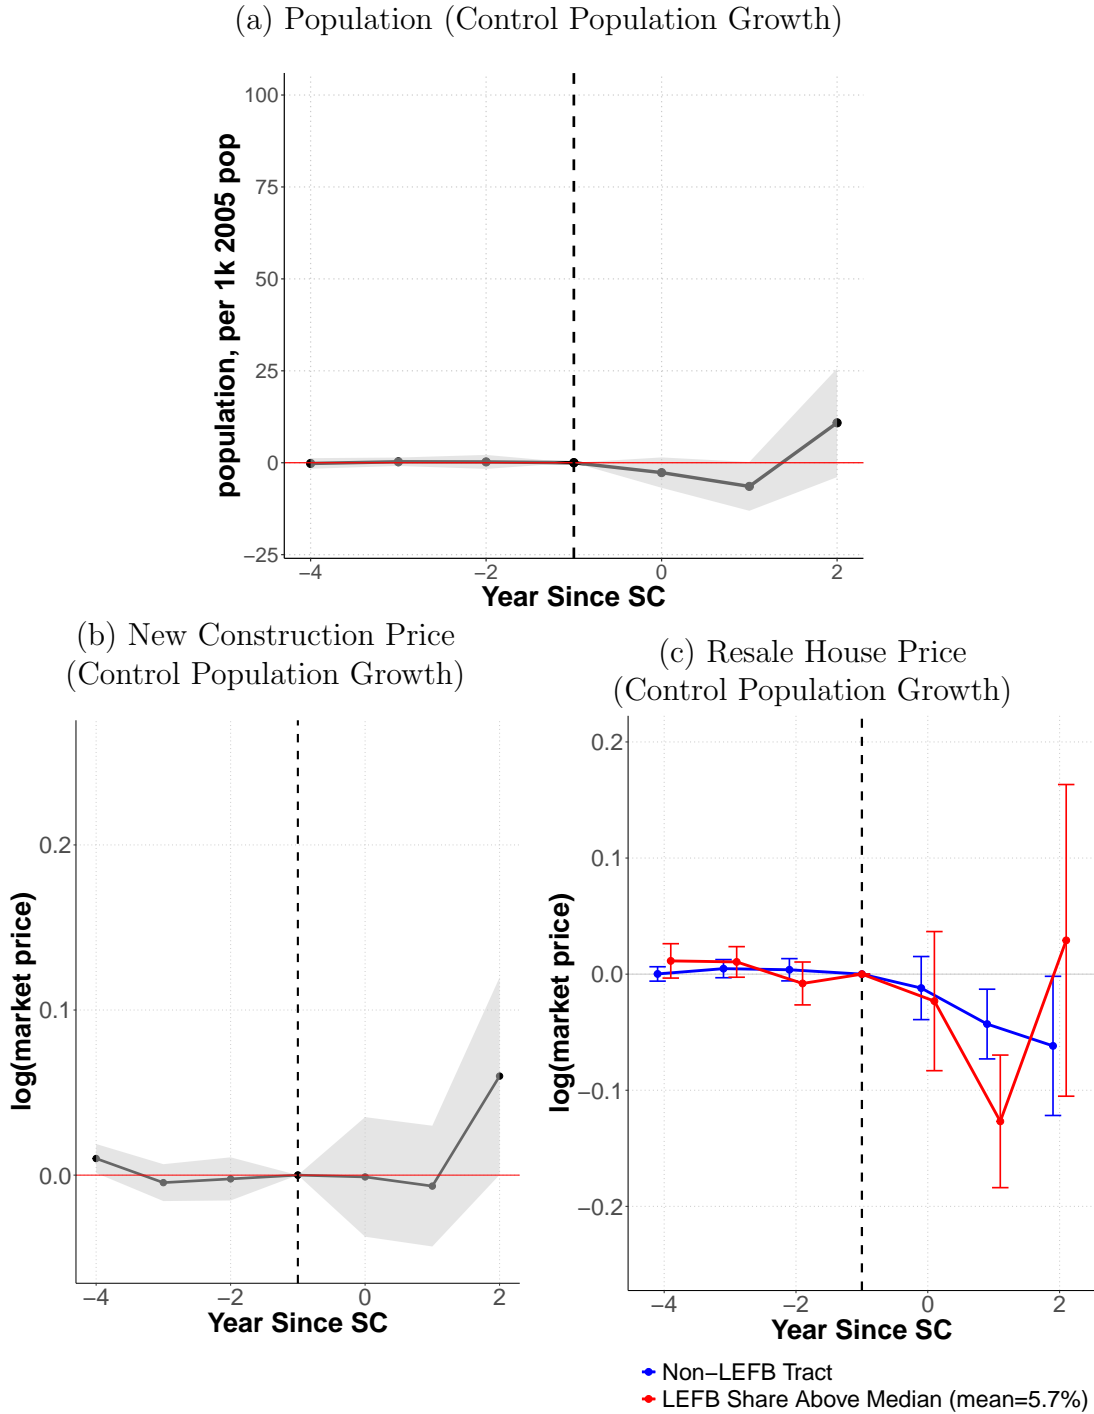 (a) Population (Control Population Growth)
population, per 1k 2005 pop
100
75
50
25
0
−25
−4
−2
0
2
Year Since SC
(b) New Construction Price
(Control Population Growth)
log(market price)
0.2
0.1
0.0
−4
−2
0
2
Year Since SC
(c) Resale House Price
(Control Population Growth)
log(market price)
0.2
0.1
0.0
−0.1
−0.2
−4
−2
0
2
Year Since SC
Non−LEFB Tract
LEFB Share Above Median (mean=5.7%)